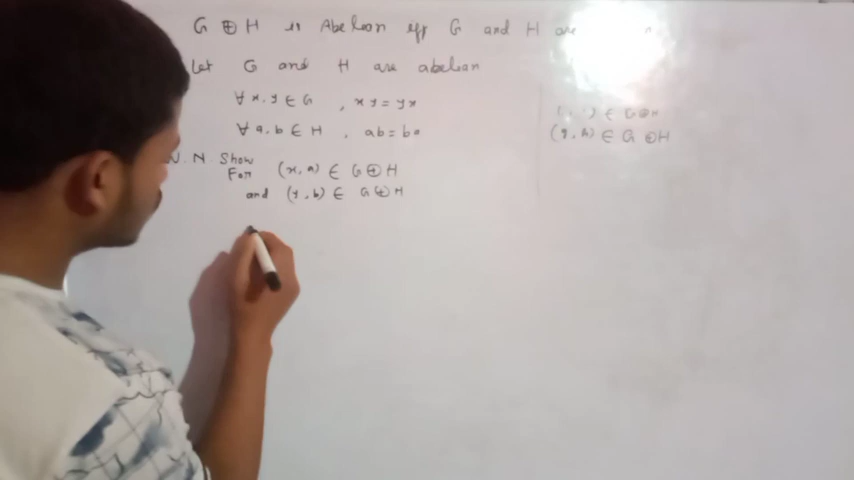 G ⊕ H is Abelian iff G and H are
Let G and H are abelian
∀ x, y ∈ G , xy = yx
∀ a, b ∈ H , ab = ba
W. N. Show
For (x, a) ∈ G ⊕ H
and (y, b) ∈ G ⊕ H
∈ G ⊕ H
(g, h) ∈ G ⊕ H